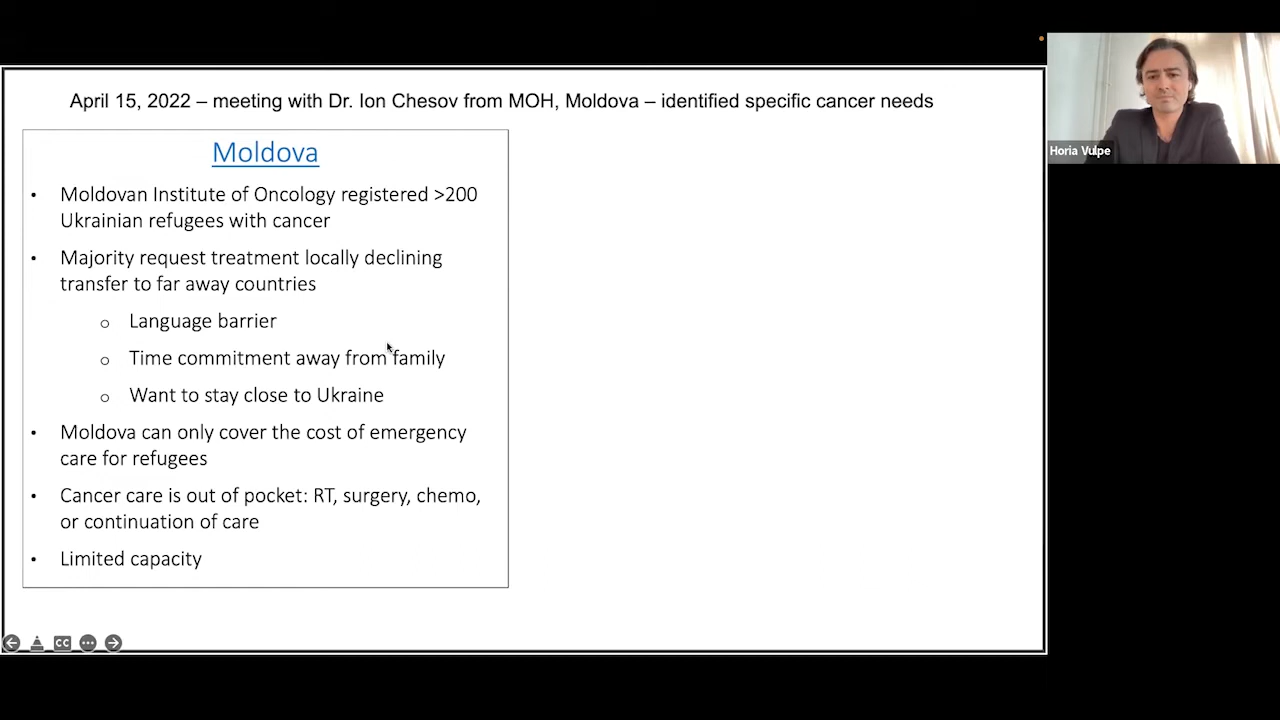 April 15, 2022 – meeting with Dr. Ion Chesov from MOH, Moldova – identified specific cancer needs
Horia Vulpe
Moldova
• Moldovan Institute of Oncology registered >200
Ukrainian refugees with cancer
• Majority request treatment locally declining
transfer to far away countries
o Language barrier
o Time commitment away from family
o Want to stay close to Ukraine
• Moldova can only cover the cost of emergency
care for refugees
• Cancer care is out of pocket: RT, surgery, chemo,
or continuation of care
• Limited capacity
CC